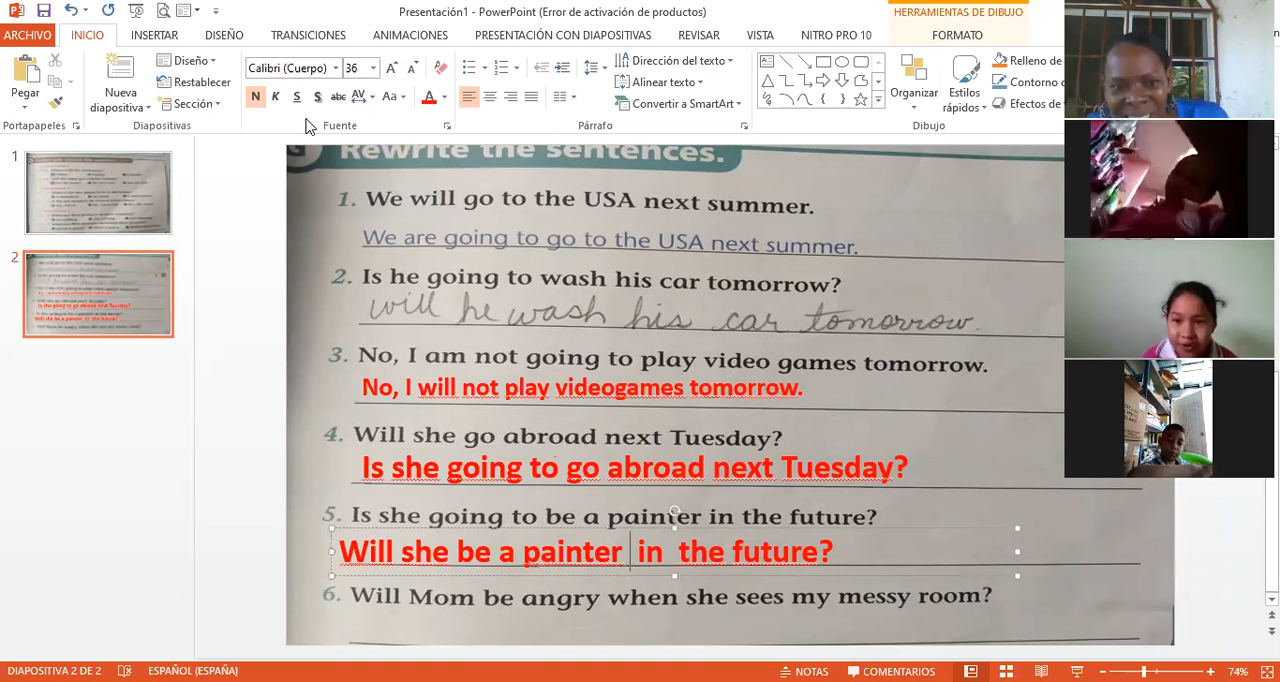 Presentación1 - PowerPoint (Error de activación de productos)
HERRAMIENTAS DE DIBUJO
ARCHIVO INICIO INSERTAR DISEÑO TRANSICIONES ANIMACIONES PRESENTACIÓN CON DIAPOSITIVAS REVISAR VISTA NITRO PRO 10 FORMATO
Pegar
Nueva diapositiva
Diseño
Restablecer
Sección
Calibri (Cuerpo) 36
N K S S abc AV Aa A
Dirección del texto
Alinear texto
Convertir a SmartArt
Organizar
Estilos rápidos
Relleno de
Contorno
Efectos de
Portapapeles Diapositivas Fuente Párrafo Dibujo
1
2
Rewrite the sentences.
1. We will go to the USA next summer.
We are going to go to the USA next summer.
2. Is he going to wash his car tomorrow?
will he wash his car tomorrow.
3. No, I am not going to play video games tomorrow.
No, I will not play videogames tomorrow.
4. Will she go abroad next Tuesday?
Is she going to go abroad next Tuesday?
5. Is she going to be a painter in the future?
Will she be a painter in the future?
6. Will Mom be angry when she sees my messy room?
DIAPOSITIVA 2 DE 2 ESPAÑOL (ESPAÑA) NOTAS COMENTARIOS 74%